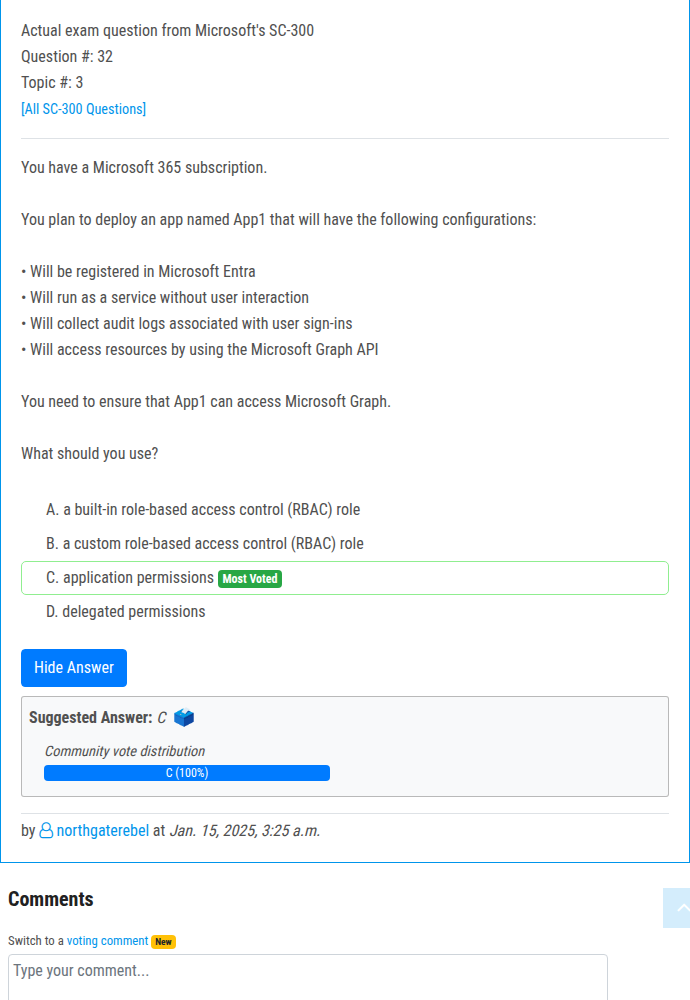 Actual exam question from Microsoft's SC-300
Question #: 32
Topic #: 3
[All SC-300 Questions]
You have a Microsoft 365 subscription.
You plan to deploy an app named App1 that will have the following configurations:
• Will be registered in Microsoft Entra
• Will run as a service without user interaction
• Will collect audit logs associated with user sign-ins
• Will access resources by using the Microsoft Graph API
You need to ensure that App1 can access Microsoft Graph.
What should you use?
A. a built-in role-based access control (RBAC) role
B. a custom role-based access control (RBAC) role
C. application permissions Most Voted
D. delegated permissions
Hide Answer
Suggested Answer: C
Community vote distribution
C (100%)
by northgaterebel at Jan. 15, 2025, 3:25 a.m.
Comments
Switch to a voting comment New
Type your comment...